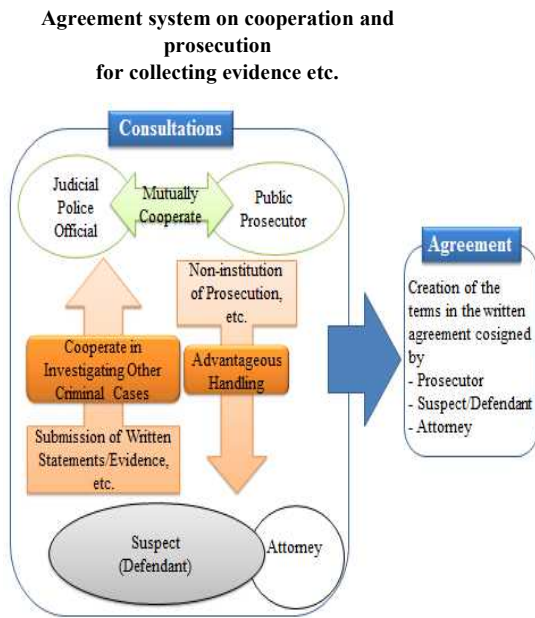 Agreement system on cooperation and
prosecution
for collecting evidence etc.
Consultations
Judicial
Police
Official
Mutually
Cooperate
Public
Prosecutor
Non-institution
of Prosecution,
etc.
Cooperate in
Investigating Other
Criminal Cases
Advantageous
Handling
Submission of Written
Statements/Evidence,
etc.
Suspect
(Defendant)
Attorney
Agreement
Creation of the
terms in the written
agreement cosigned
by
- Prosecutor
- Suspect/Defendant
- Attorney